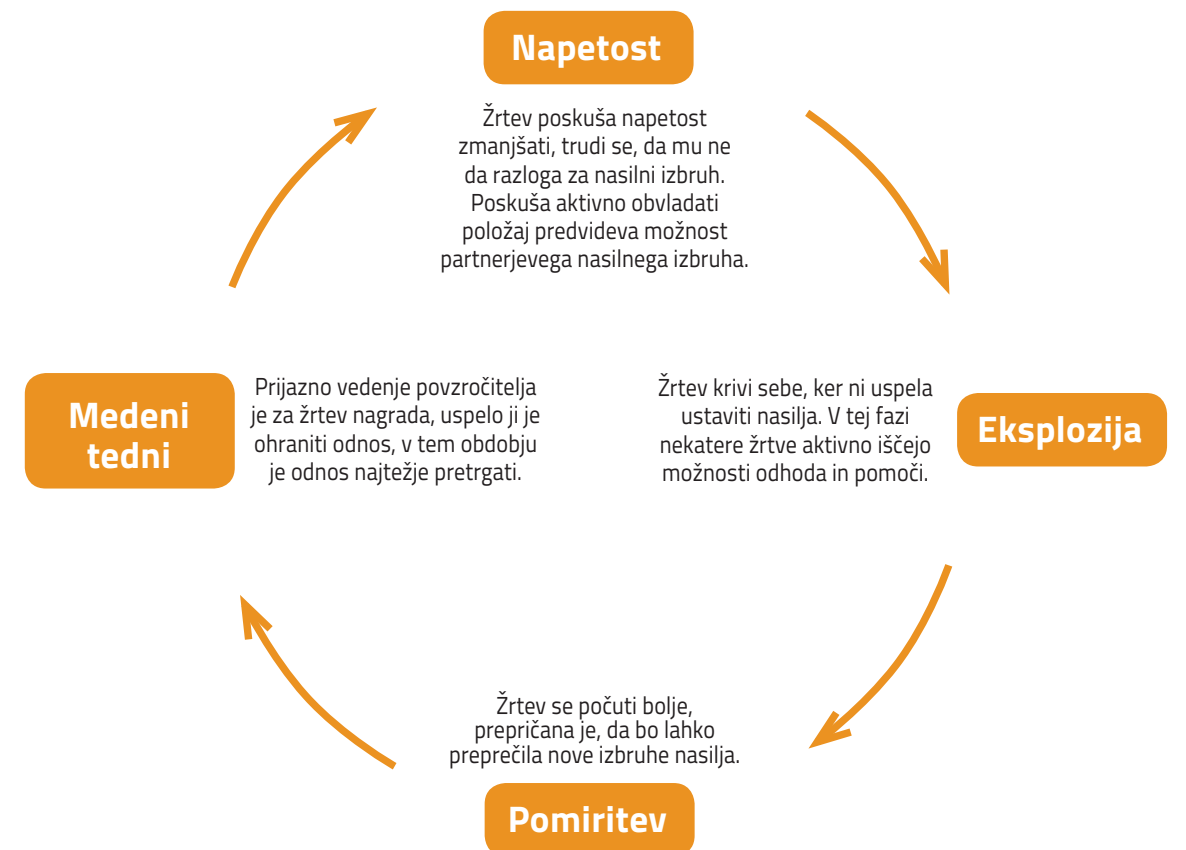 Napetost
Žrtev poskuša napetost
zmanjšati, trudi se, da mu ne
da razloga za nasilni izbruh.
Poskuša aktivno obvladati
položaj predvideva možnost
partnerjevega nasilnega izbruha.
Medeni
tedni
Prijazno vedenje povzročitelja
je za žrtev nagrada, uspelo ji je
ohraniti odnos, v tem obdobju
je odnos najtežje pretrgati.
Žrtev krivi sebe, ker ni uspela
ustaviti nasilja. V tej fazi
nekatere žrtve aktivno iščejo
možnosti odhoda in pomoči.
Eksplozija
Žrtev se počuti bolje,
prepričana je, da bo lahko
preprečila nove izbruhe nasilja.
Pomiritev